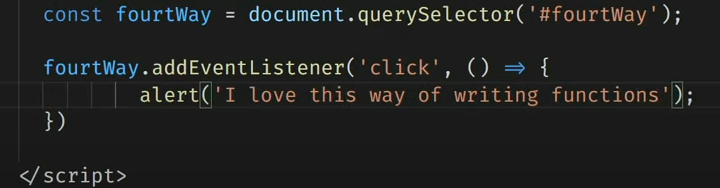 const fourtWay = document.querySelector('#fourtWay');
fourtWay.addEventListener('click', () => {
alert('I love this way of writing functions');
})
</script>